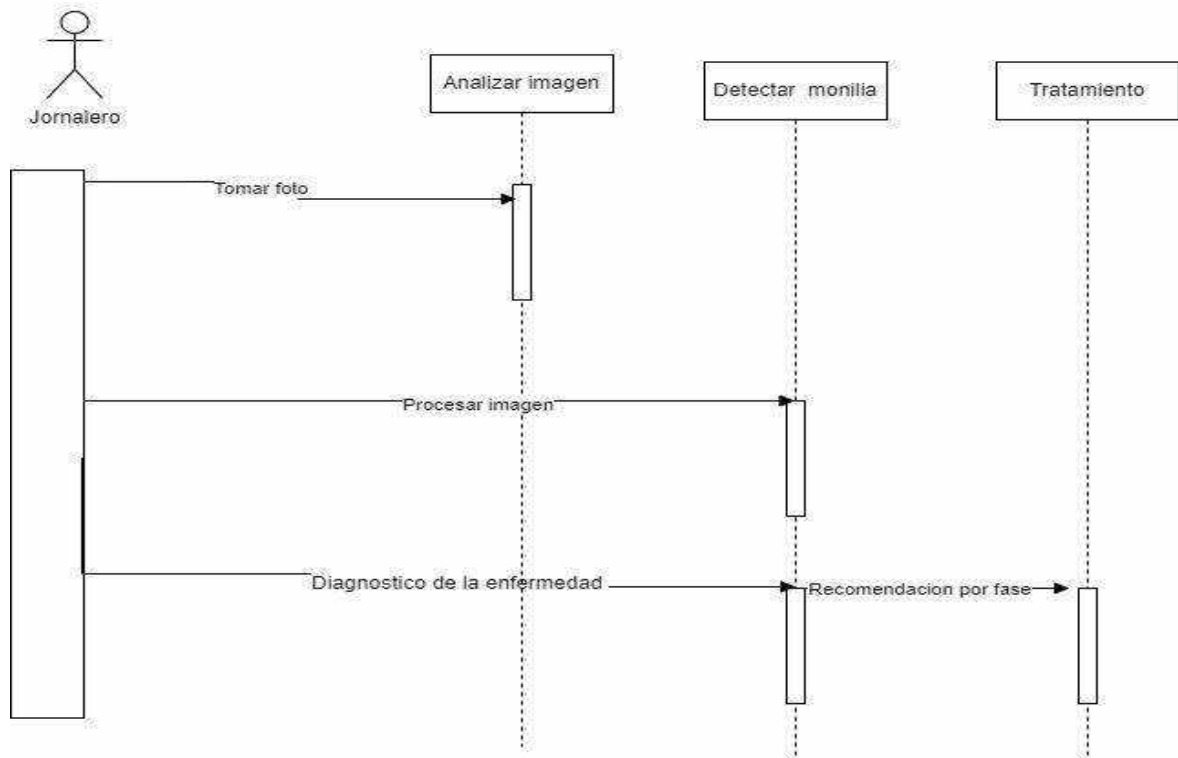 Jornalero
Analizar imagen
Detectar monilia
Tratamiento
Tomar foto
Procesar imagen
Diagnostico de la enfermedad
Recomendacion por fase